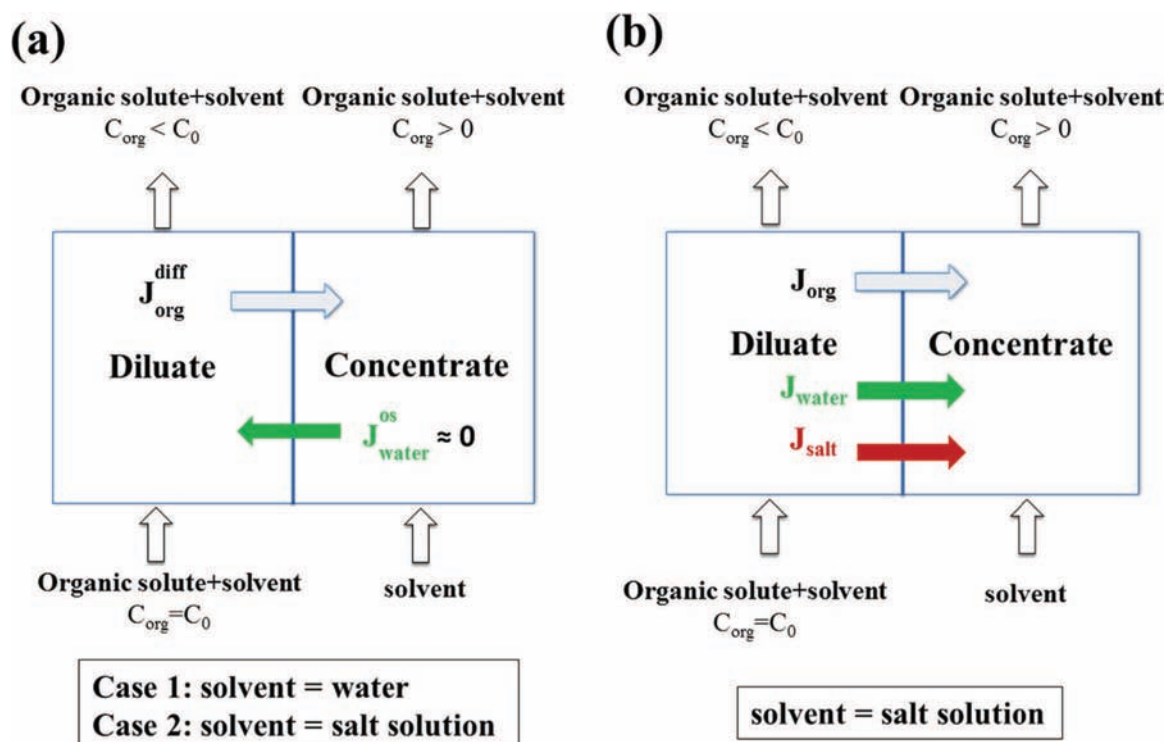 (a)
Organic solute+solvent
C_org < C_0
Organic solute+solvent
C_org > 0
J_org^diff
Diluate
Concentrate
J_water^os ≈ 0
Organic solute+solvent
C_org=C_0
solvent
Case 1: solvent = water
Case 2: solvent = salt solution
(b)
Organic solute+solvent
C_org < C_0
Organic solute+solvent
C_org > 0
J_org
Diluate
Concentrate
J_water
J_salt
Organic solute+solvent
C_org=C_0
solvent
solvent = salt solution